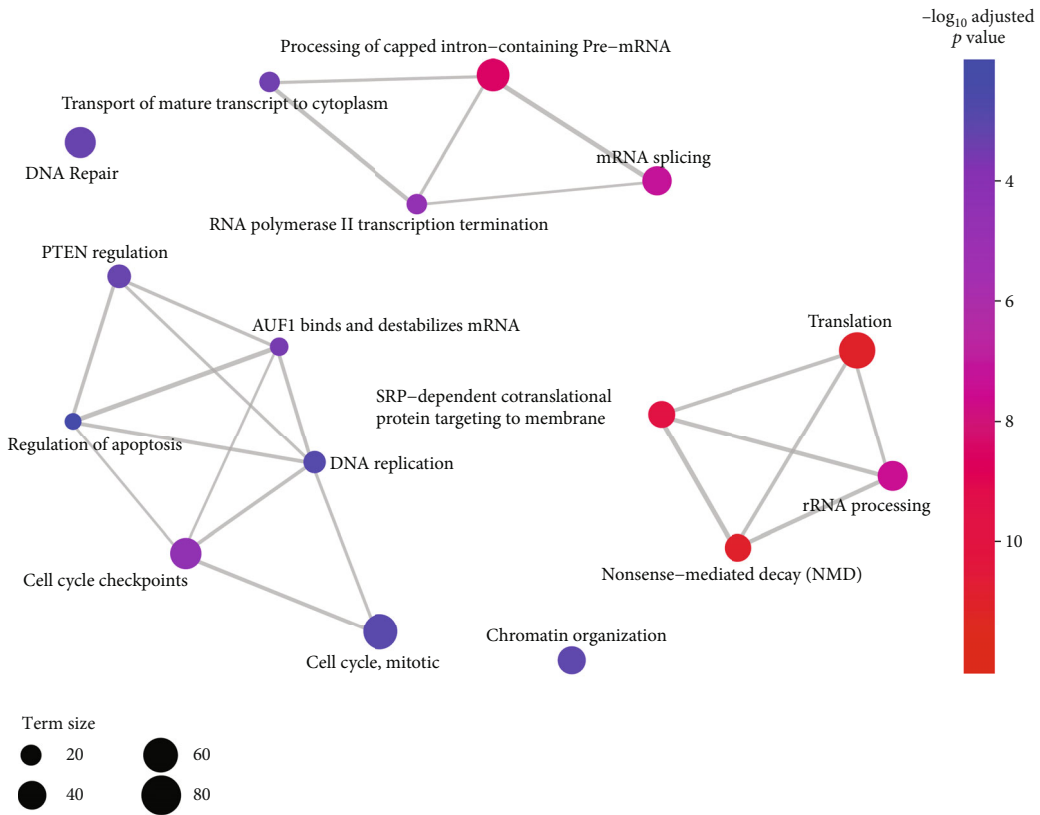 −log10 adjusted
p value
Processing of capped intron−containing Pre−mRNA
Transport of mature transcript to cytoplasm
DNA Repair
mRNA splicing
RNA polymerase II transcription termination
4
PTEN regulation
6
AUF1 binds and destabilizes mRNA
Translation
SRP−dependent cotranslational
protein targeting to membrane
8
Regulation of apoptosis
DNA replication
rRNA processing
10
Cell cycle checkpoints
Nonsense−mediated decay (NMD)
Chromatin organization
Cell cycle, mitotic
Term size
20
60
40
80